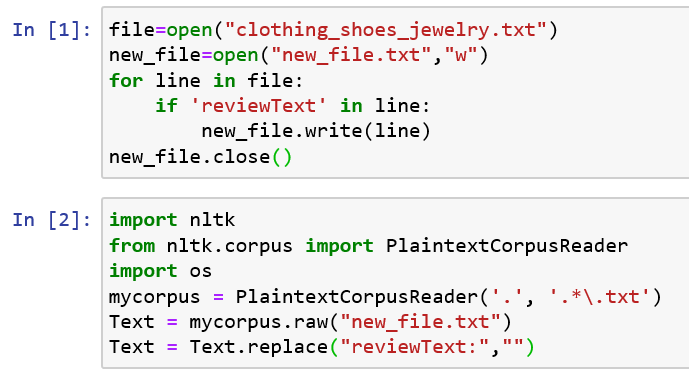 In [1]: file=open("clothing_shoes_jewelry.txt")
new_file=open("new_file.txt","w")
for line in file:
    if 'reviewText' in line:
        new_file.write(line)
new_file.close()
In [2]: import nltk
from nltk.corpus import PlaintextCorpusReader
import os
mycorpus = PlaintextCorpusReader('.', '.*\.txt')
Text = mycorpus.raw("new_file.txt")
Text = Text.replace("reviewText:","")